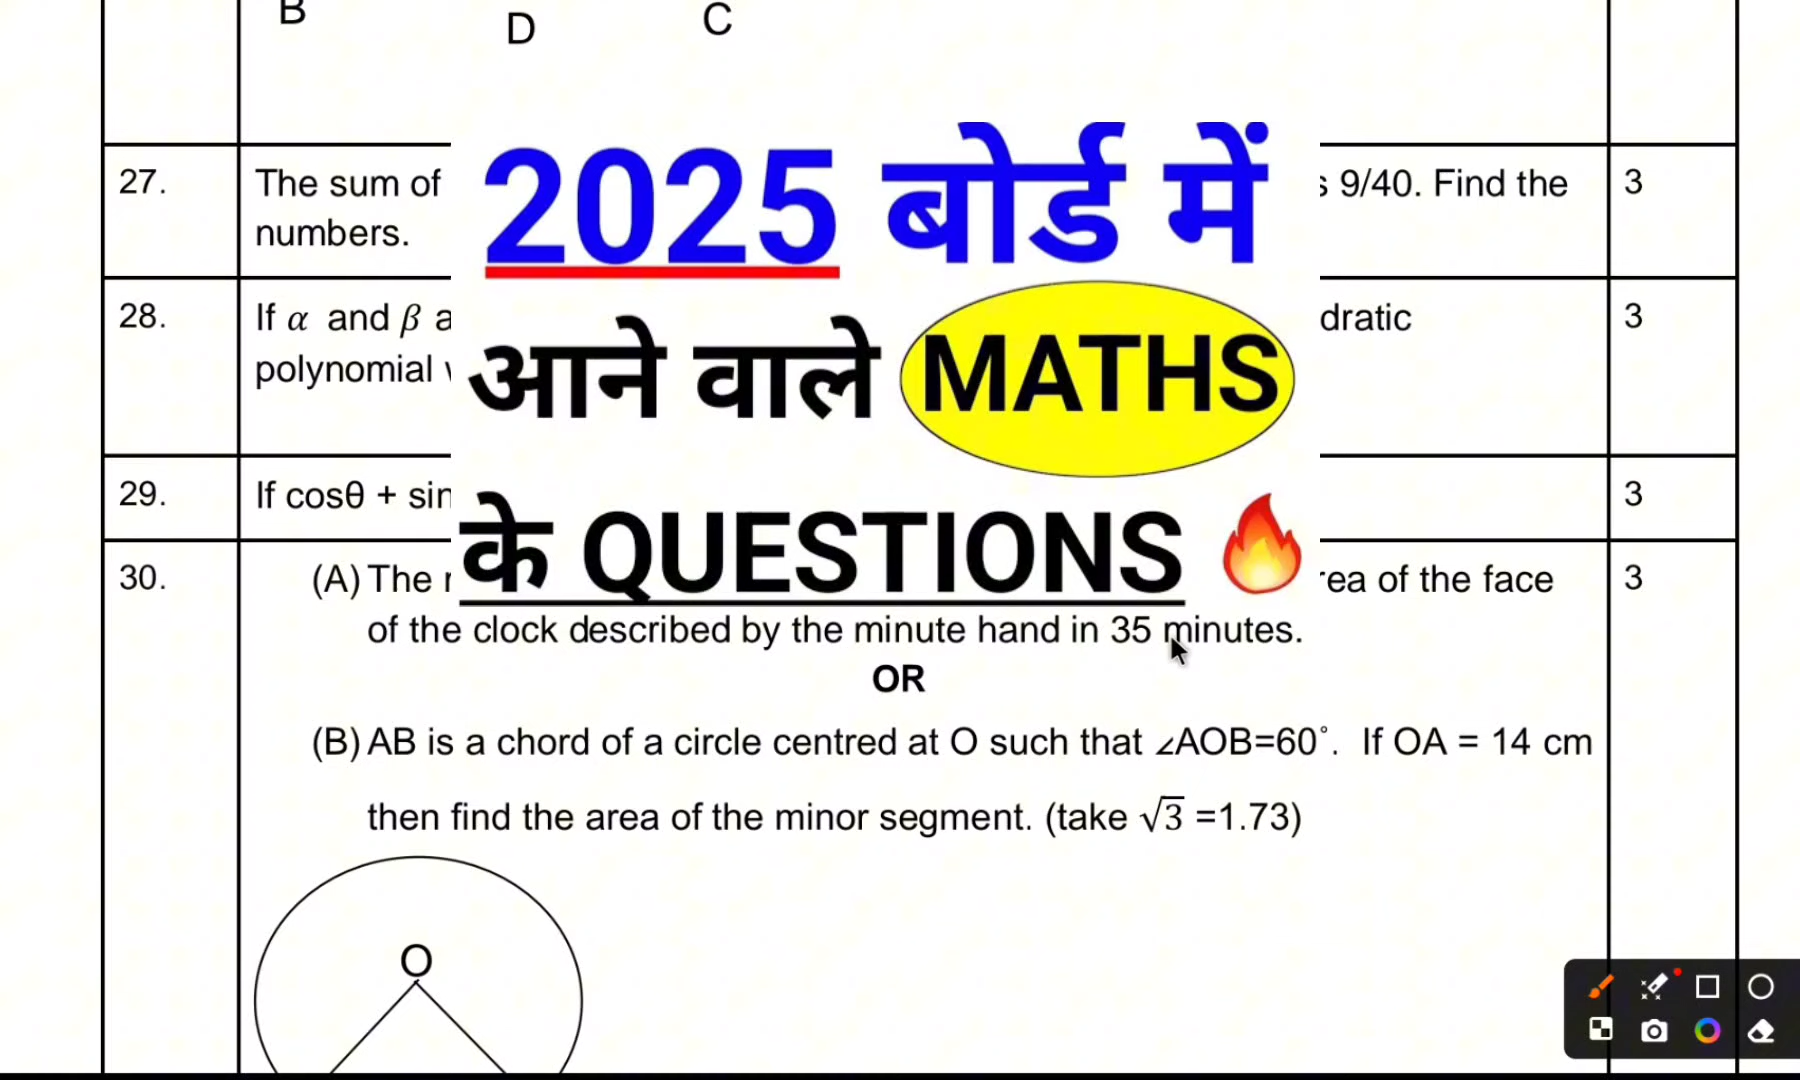 B
D
C
27.
The sum of
9/40. Find the
3
numbers.
28.
If α and β
dratic
3
polynomial
29.
If cosθ + sin
3
30.
(A) The
ea of the face
3
of the clock described by the minute hand in 35 minutes.
OR
(B) AB is a chord of a circle centred at O such that ∠AOB=60°. If OA = 14 cm
then find the area of the minor segment. (take √3 =1.73)
O
2025 बोर्ड में
आने वाले MATHS
के QUESTIONS 🔥